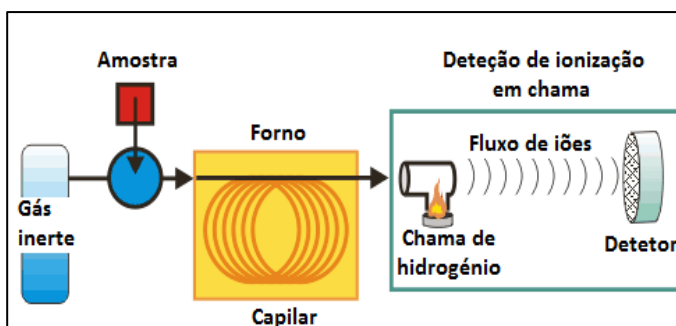 Amostra
Deteção de ionização
em chama
Forno
Fluxo de iões
Gás
inerte
Chama de
hidrogénio
Detetor
Capilar